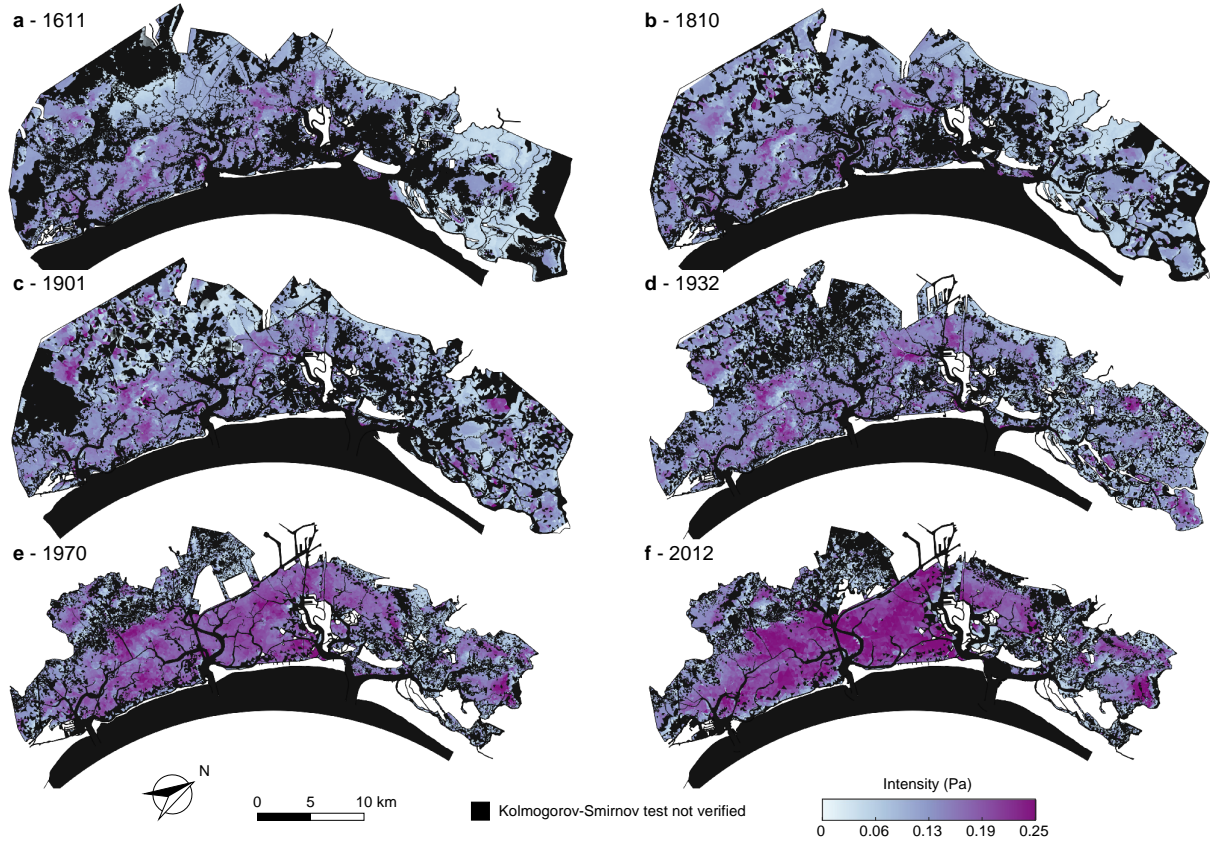 a - 1611
b - 1810
c - 1901
d - 1932
e - 1970
f - 2012
N
0 5 10 km
Kolmogorov-Smirnov test not verified
Intensity (Pa)
0 0.06 0.13 0.19 0.25